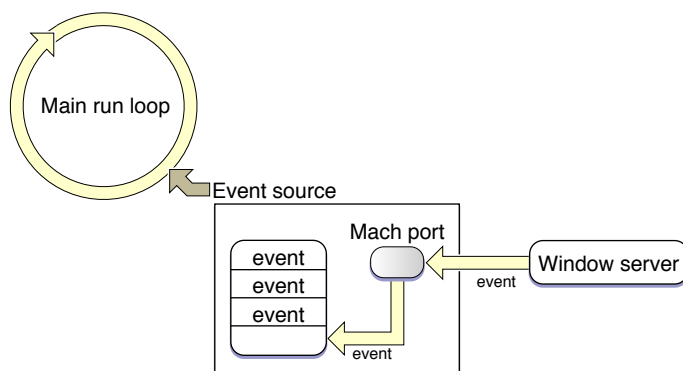 Main run loop
Event source
Mach port
event
event
event
Window server
event
event